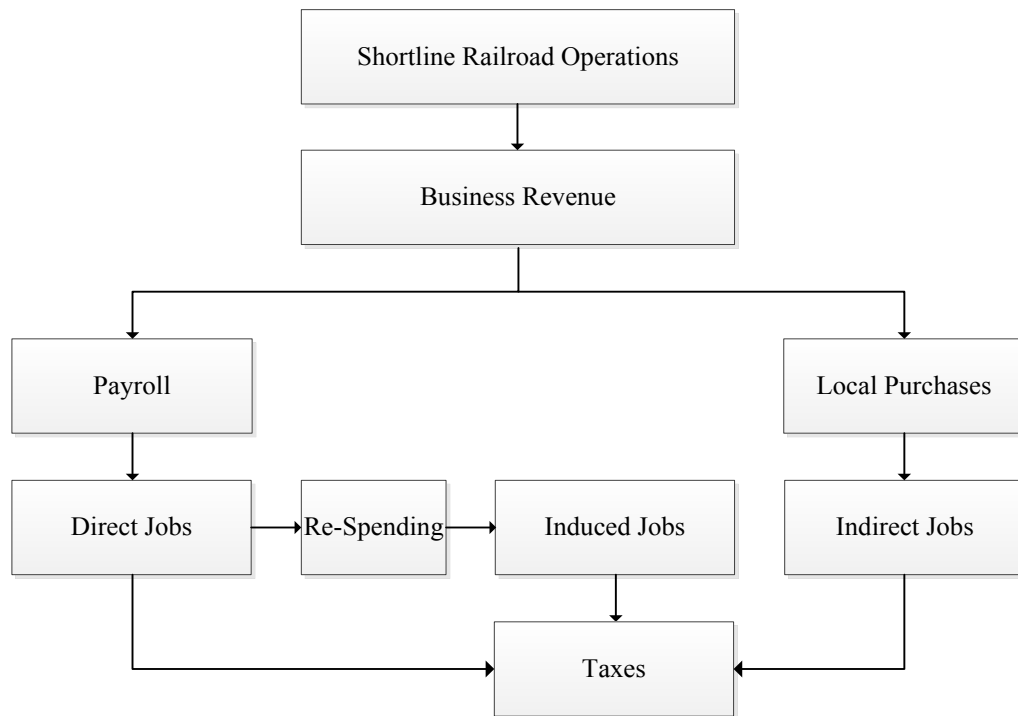 Shortline Railroad Operations
Business Revenue
Payroll
Local Purchases
Direct Jobs
Re-Spending
Induced Jobs
Indirect Jobs
Taxes